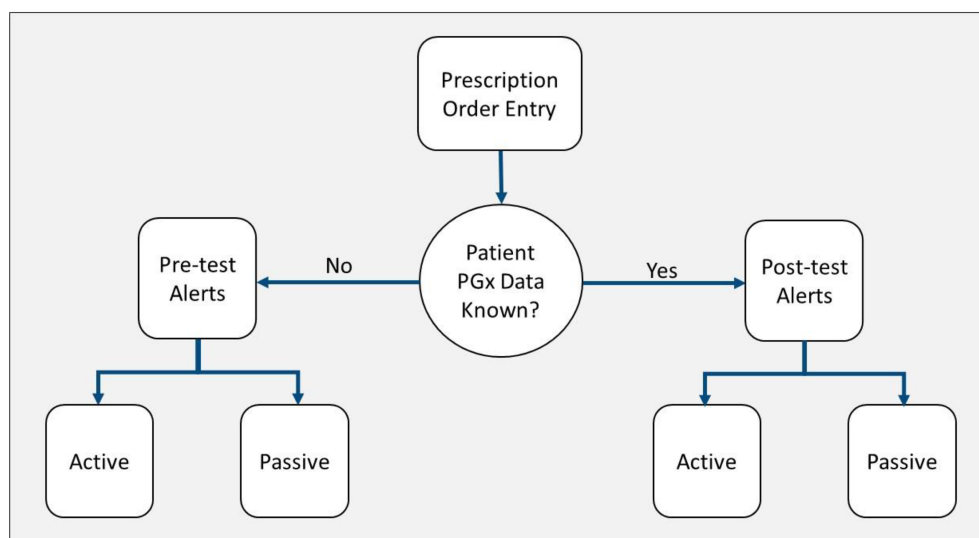 Prescription
Order Entry
Patient
PGx Data
Known?
No
Yes
Pre-test
Alerts
Post-test
Alerts
Active
Passive
Active
Passive